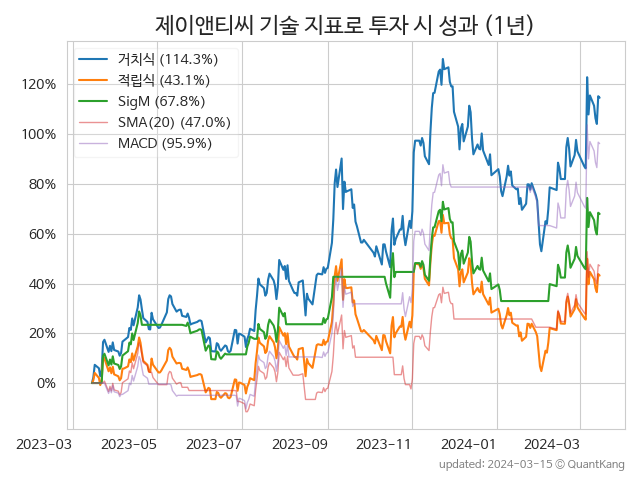 제이앤티씨 기술 지표로 투자 시 성과 (1년)
거치식 (114.3%)
적립식 (43.1%)
SigM (67.8%)
SMA(20) (47.0%)
MACD (95.9%)
120%
100%
80%
60%
40%
20%
0%
2023-03
2023-05
2023-07
2023-09
2023-11
2024-01
2024-03
updated: 2024-03-15 © QuantKang